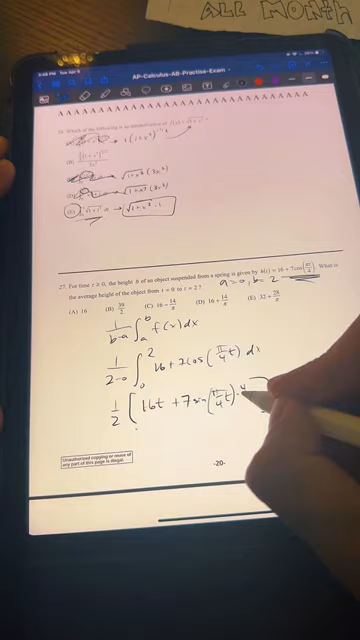 ALL MONTH
AP-Calculus-AB-Practice-Exam
A A A A A A A A A A A A A A A A A A A A A A A A A A A A
Which of the following is an antiderivative of
27. For time t ≥ 0, the height h of an object suspended from a spring is given by h(t) = 16 + 7cos(πt/4). What is
the average height of the object from t = 0 to t = 2?
a=0, b=2
(A) 16 (B) 39/2 (C) 16 − 14/π (D) 16 + 14/π (E) 32 + 28/π
1/(b-a) ∫_a^b f(x)dx
1/(2-0) ∫_0^2 16+7cos(π/4 t) dx
1/2 [ 16t + 7sin(π/4 t) · 4
Unauthorized copying or reuse of
any part of this page is illegal.
-20-